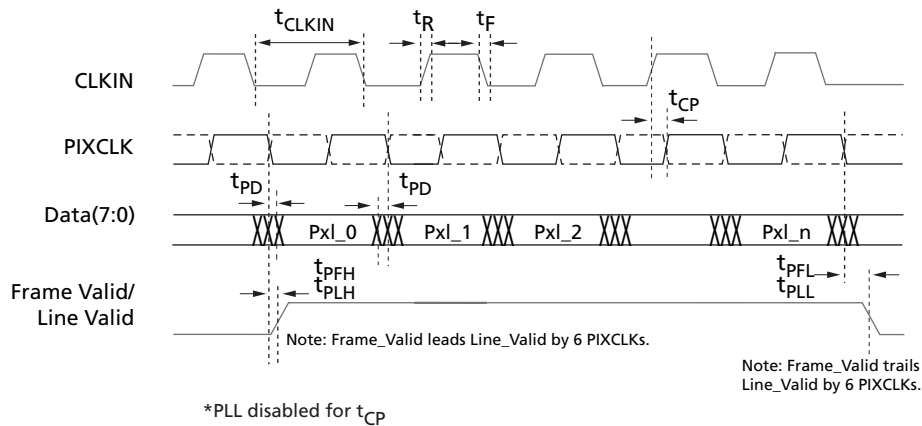 tCLKIN
tR
tF
CLKIN
tCP
PIXCLK
tPD
tPD
Data(7:0)
Pxl_0
Pxl_1
Pxl_2
Pxl_n
tPFH
tPLH
tPFL
tPLL
Frame Valid/
Line Valid
Note: Frame_Valid leads Line_Valid by 6 PIXCLKs.
Note: Frame_Valid trails
Line_Valid by 6 PIXCLKs.
*PLL disabled for tCP